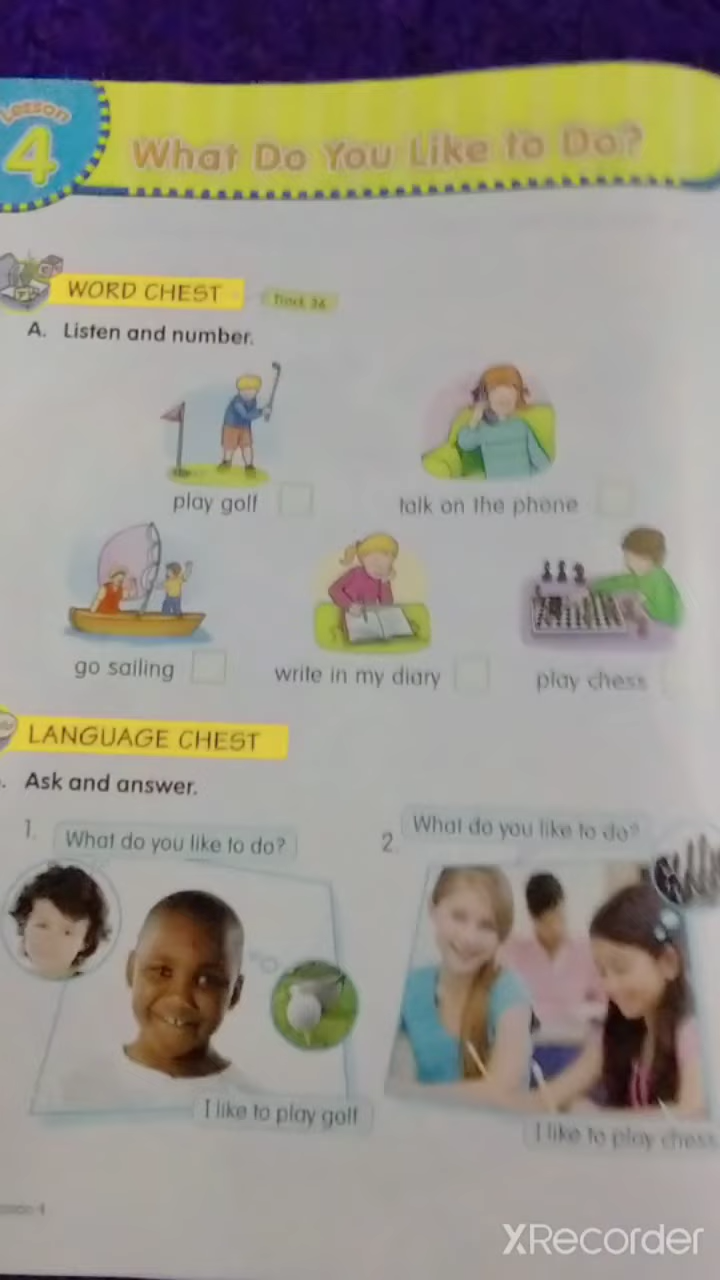 Lesson
4
What Do You Like to Do?
WORD CHEST
Track 36
A. Listen and number.
play golf
talk on the phone
go sailing
write in my diary
play chess
LANGUAGE CHEST
Ask and answer.
1. What do you like to do?
2. What do you like to do?
I like to play golf
I like to play chess
XRecorder